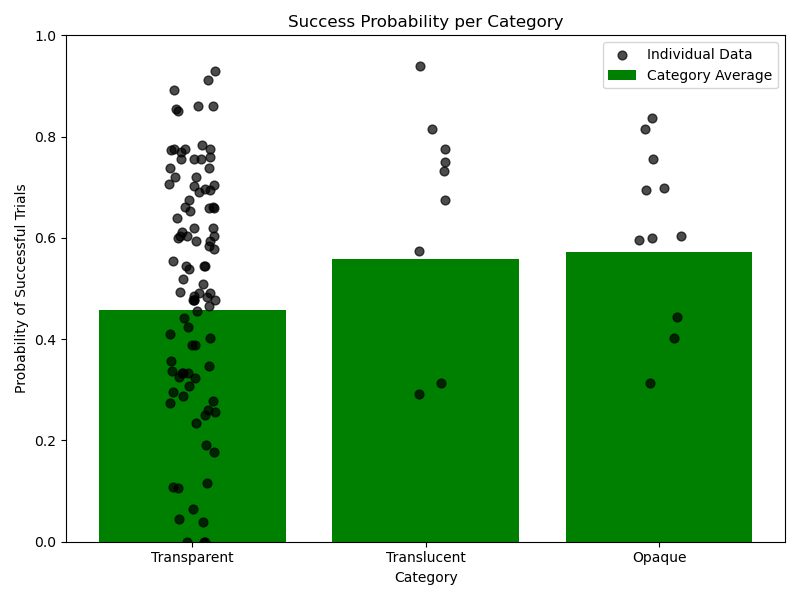 Success Probability per Category
Individual Data
Category Average
Probability of Successful Trials
1.0
0.8
0.6
0.4
0.2
0.0
Transparent
Translucent
Opaque
Category